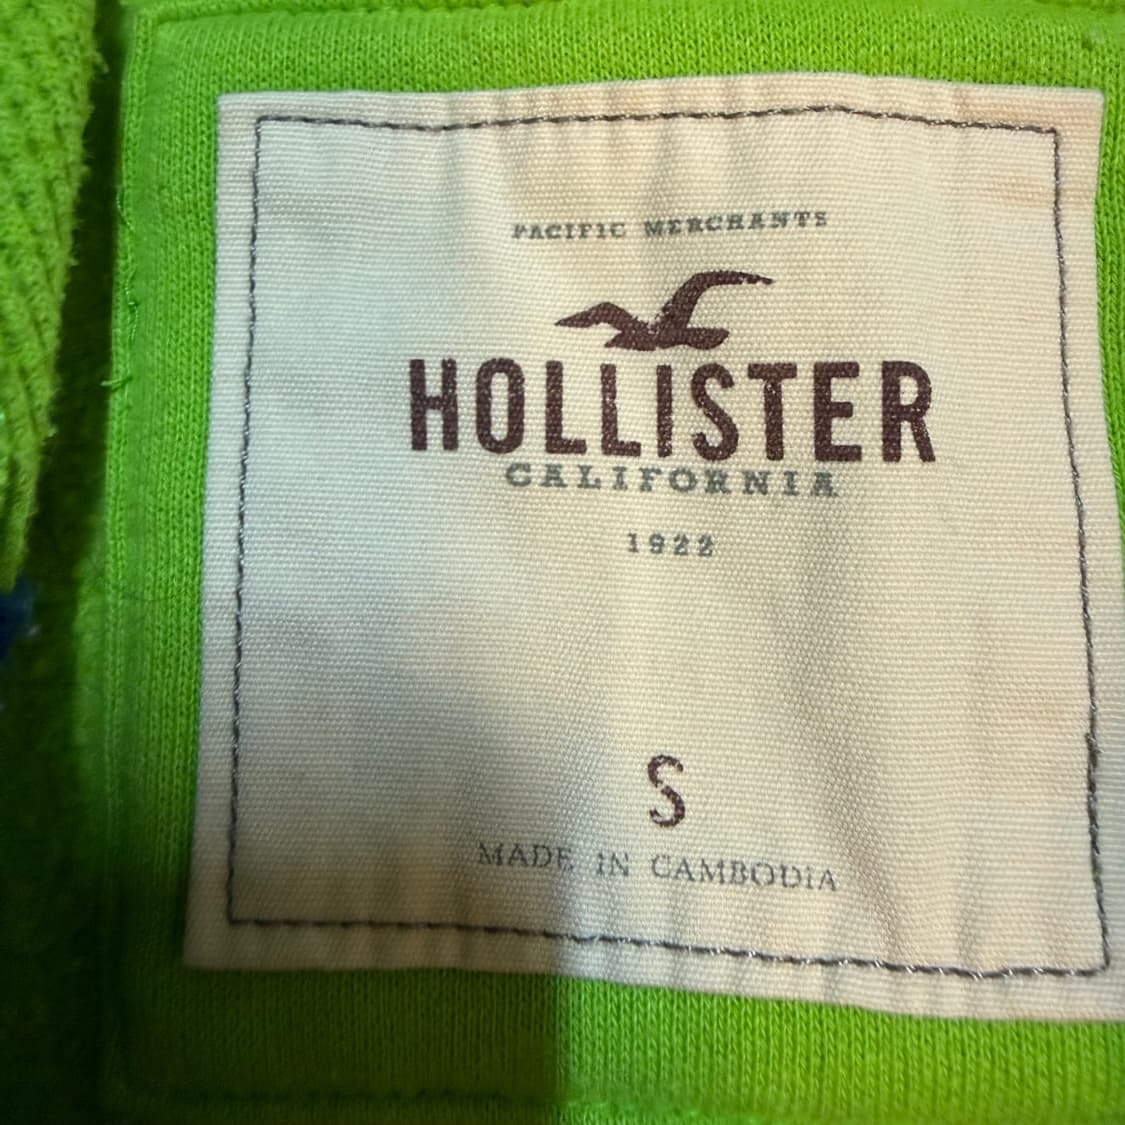 PACIFIC MERCHANTS
HOLLISTER
CALIFORNIA
1922
S
MADE IN CAMBODIA